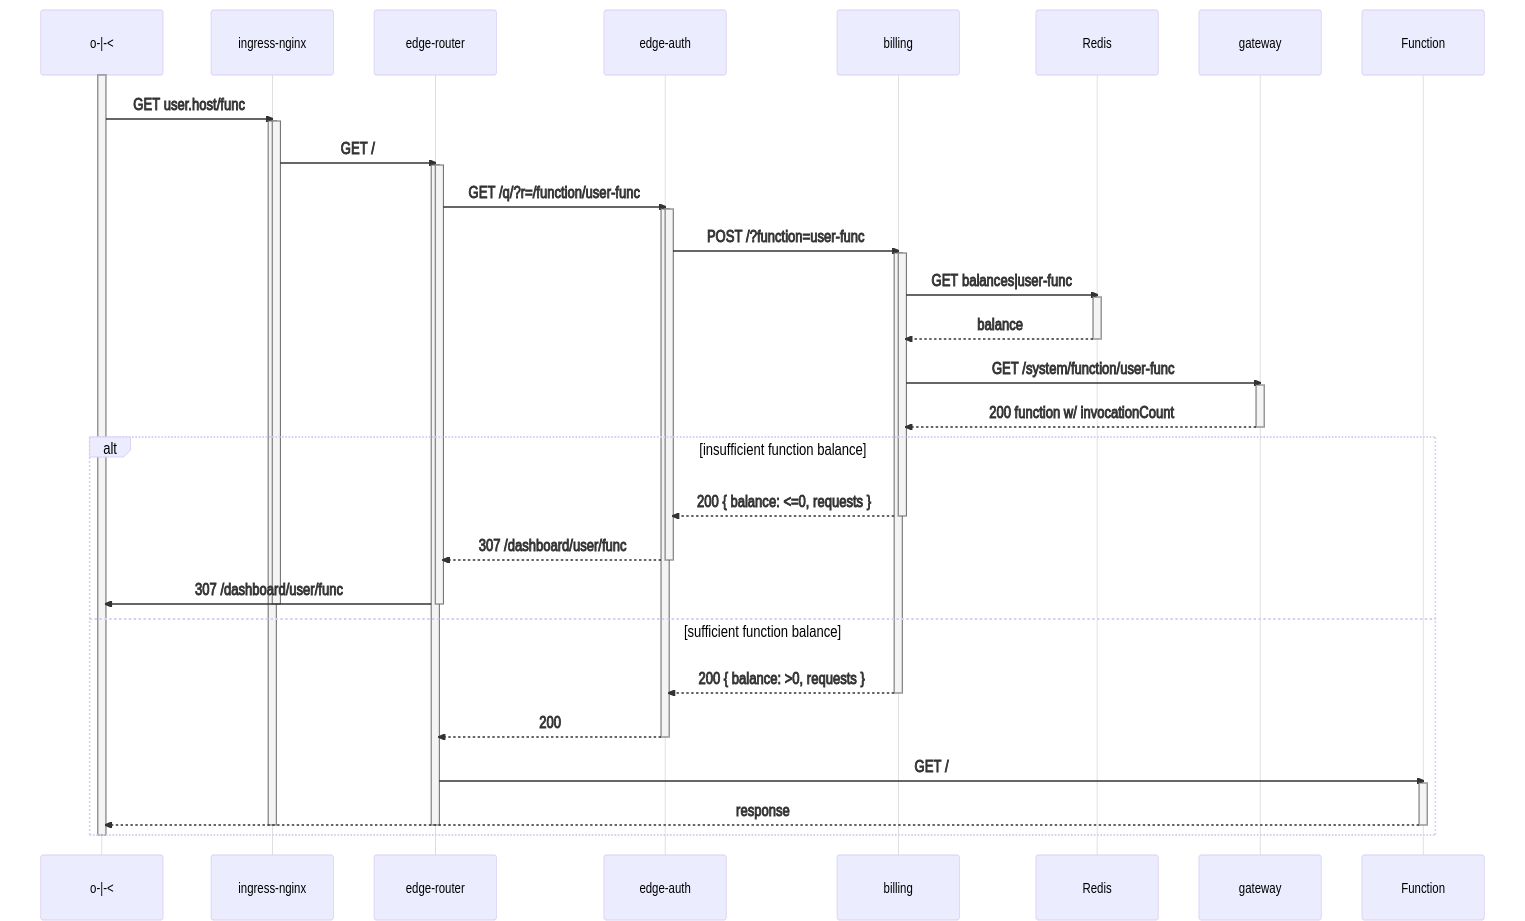 o-|-<
ingress-nginx
edge-router
edge-auth
billing
Redis
gateway
Function
GET user.host/func
GET /
GET /q/?r=/function/user-func
POST /?function=user-func
GET balances|user-func
balance
GET /system/function/user-func
200 function w/ invocationCount
alt
[insufficient function balance]
200 { balance: <=0, requests }
307 /dashboard/user/func
307 /dashboard/user/func
[sufficient function balance]
200 { balance: >0, requests }
200
GET /
response
o-|-<
ingress-nginx
edge-router
edge-auth
billing
Redis
gateway
Function